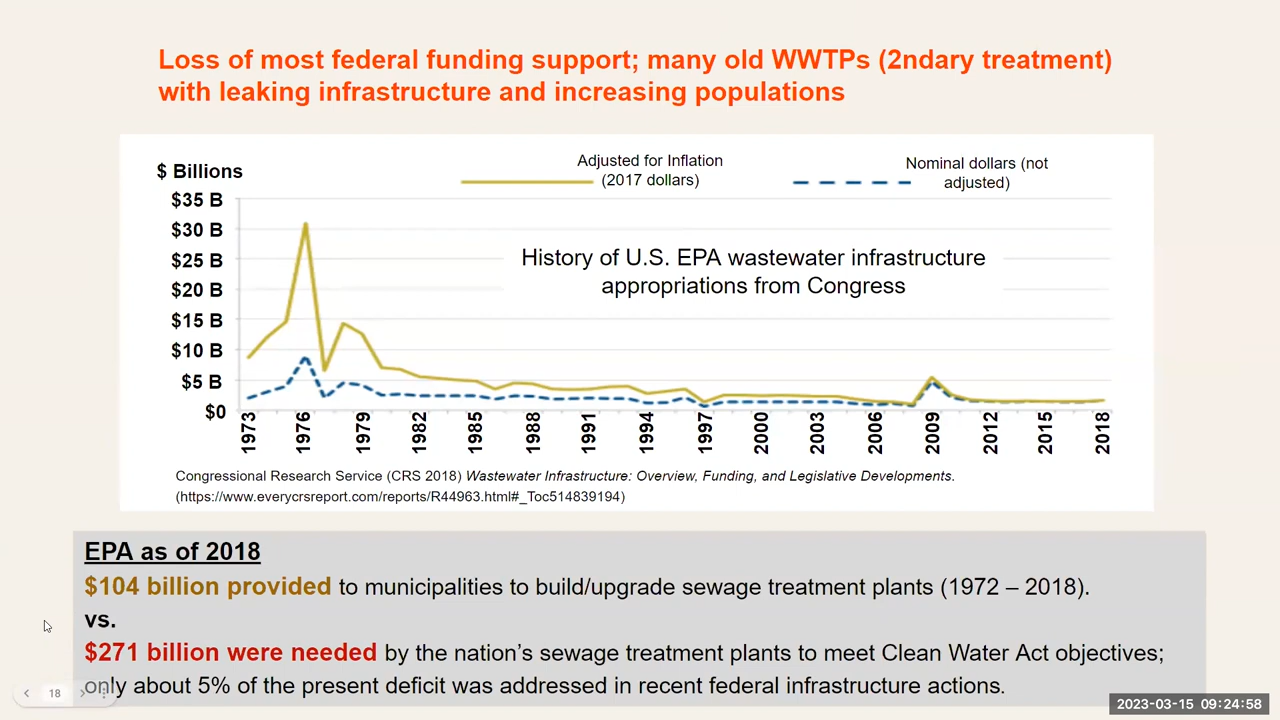 Loss of most federal funding support; many old WWTPs (2ndary treatment)
with leaking infrastructure and increasing populations
$ Billions
Adjusted for Inflation
(2017 dollars)
Nominal dollars (not
adjusted)
$35 B
$30 B
$25 B
$20 B
$15 B
$10 B
$5 B
$0
History of U.S. EPA wastewater infrastructure
appropriations from Congress
1973
1976
1979
1982
1985
1988
1991
1994
1997
2000
2003
2006
2009
2012
2015
2018
Congressional Research Service (CRS 2018) Wastewater Infrastructure: Overview, Funding, and Legislative Developments.
(https://www.everycrsreport.com/reports/R44963.html#_Toc514839194)
EPA as of 2018
$104 billion provided to municipalities to build/upgrade sewage treatment plants (1972 – 2018).
vs.
$271 billion were needed by the nation’s sewage treatment plants to meet Clean Water Act objectives;
only about 5% of the present deficit was addressed in recent federal infrastructure actions.
18
2023-03-15 09:24:58